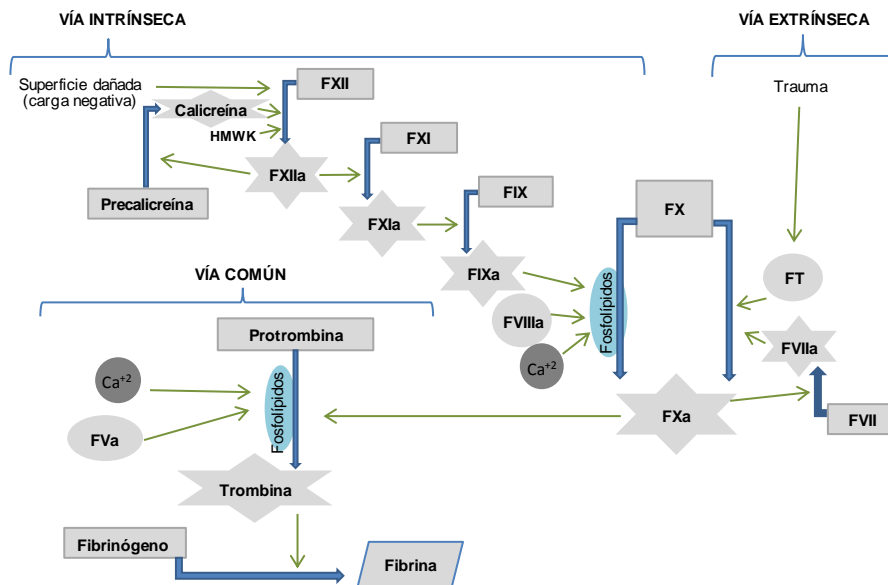 VÍA INTRÍNSECA
VÍA EXTRÍNSECA
Superficie dañada
(carga negativa)
FXII
Trauma
Calicreína
HMWK
FXI
FXIIa
Precalicreína
FIX
FX
FXIa
FIXa
FT
VÍA COMÚN
Fosfolípidos
FVIIIa
Protrombina
FVIIa
Ca+2
Ca+2
Fosfolípidos
FXa
FVII
FVa
Trombina
Fibrinógeno
Fibrina